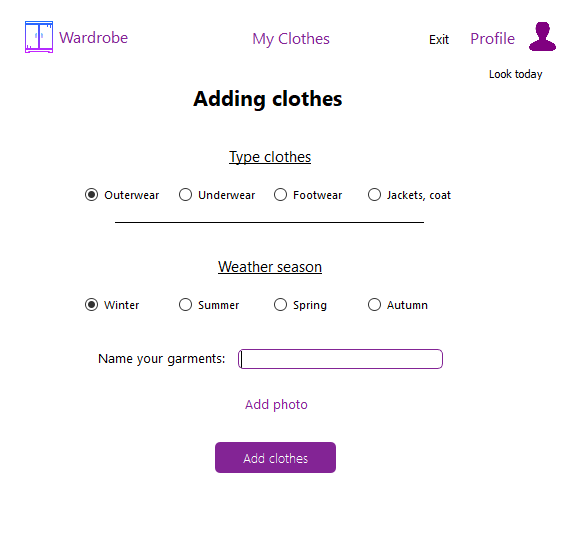 Wardrobe My Clothes Exit Profile
Look today
Adding clothes
Type clothes
Outerwear Underwear Footwear Jackets, coat
Weather season
Winter Summer Spring Autumn
Name your garments:
Add photo
Add clothes